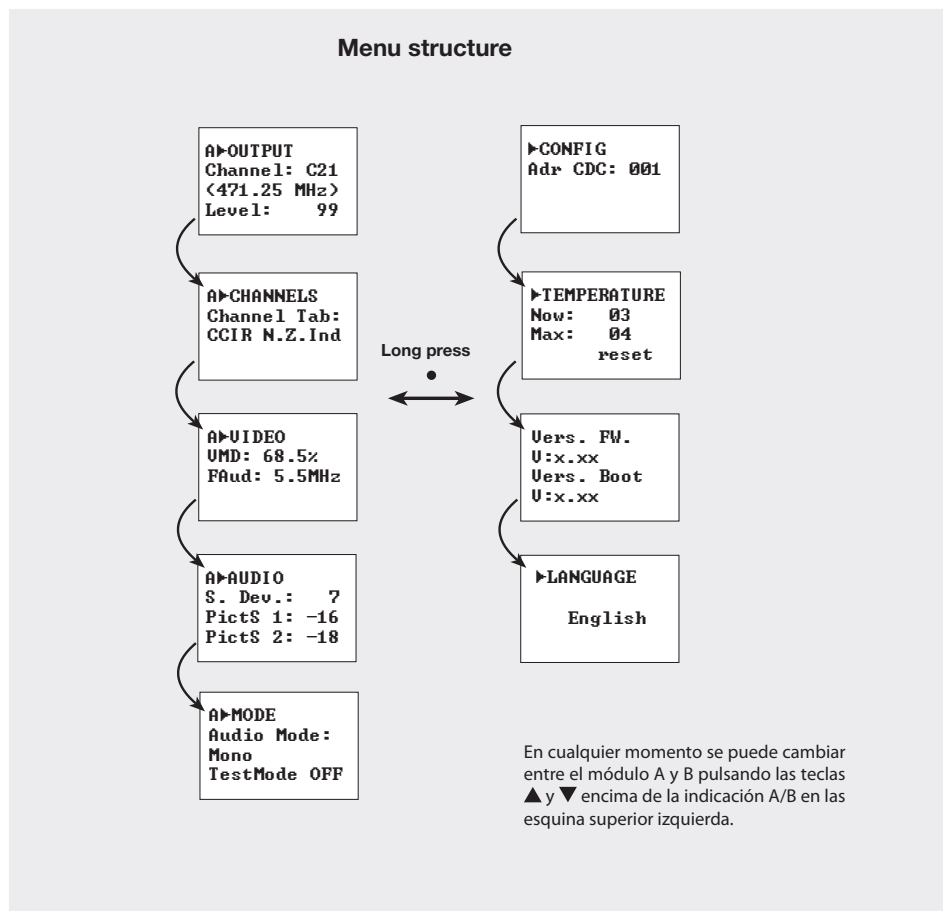 Menu structure
A▶OUTPUT
Channel: C21
(471.25 MHz)
Level: 99
A▶CHANNELS
Channel Tab:
CCIR N.Z.Ind
A▶VIDEO
VMD: 68.5%
FAud: 5.5MHz
A▶AUDIO
S. Dev.: 7
PictS 1: -16
PictS 2: -18
A▶MODE
Audio Mode:
Mono
TestMode OFF
Long press
●
▶CONFIG
Adr CDC: 001
▶TEMPERATURE
Now: 03
Max: 04
reset
Vers. FW.
V:x.xx
Vers. Boot
V:x.xx
▶LANGUAGE
English
En cualquier momento se puede cambiar
entre el módulo A y B pulsando las teclas
▲ y ▼ encima de la indicación A/B en las
esquina superior izquierda.